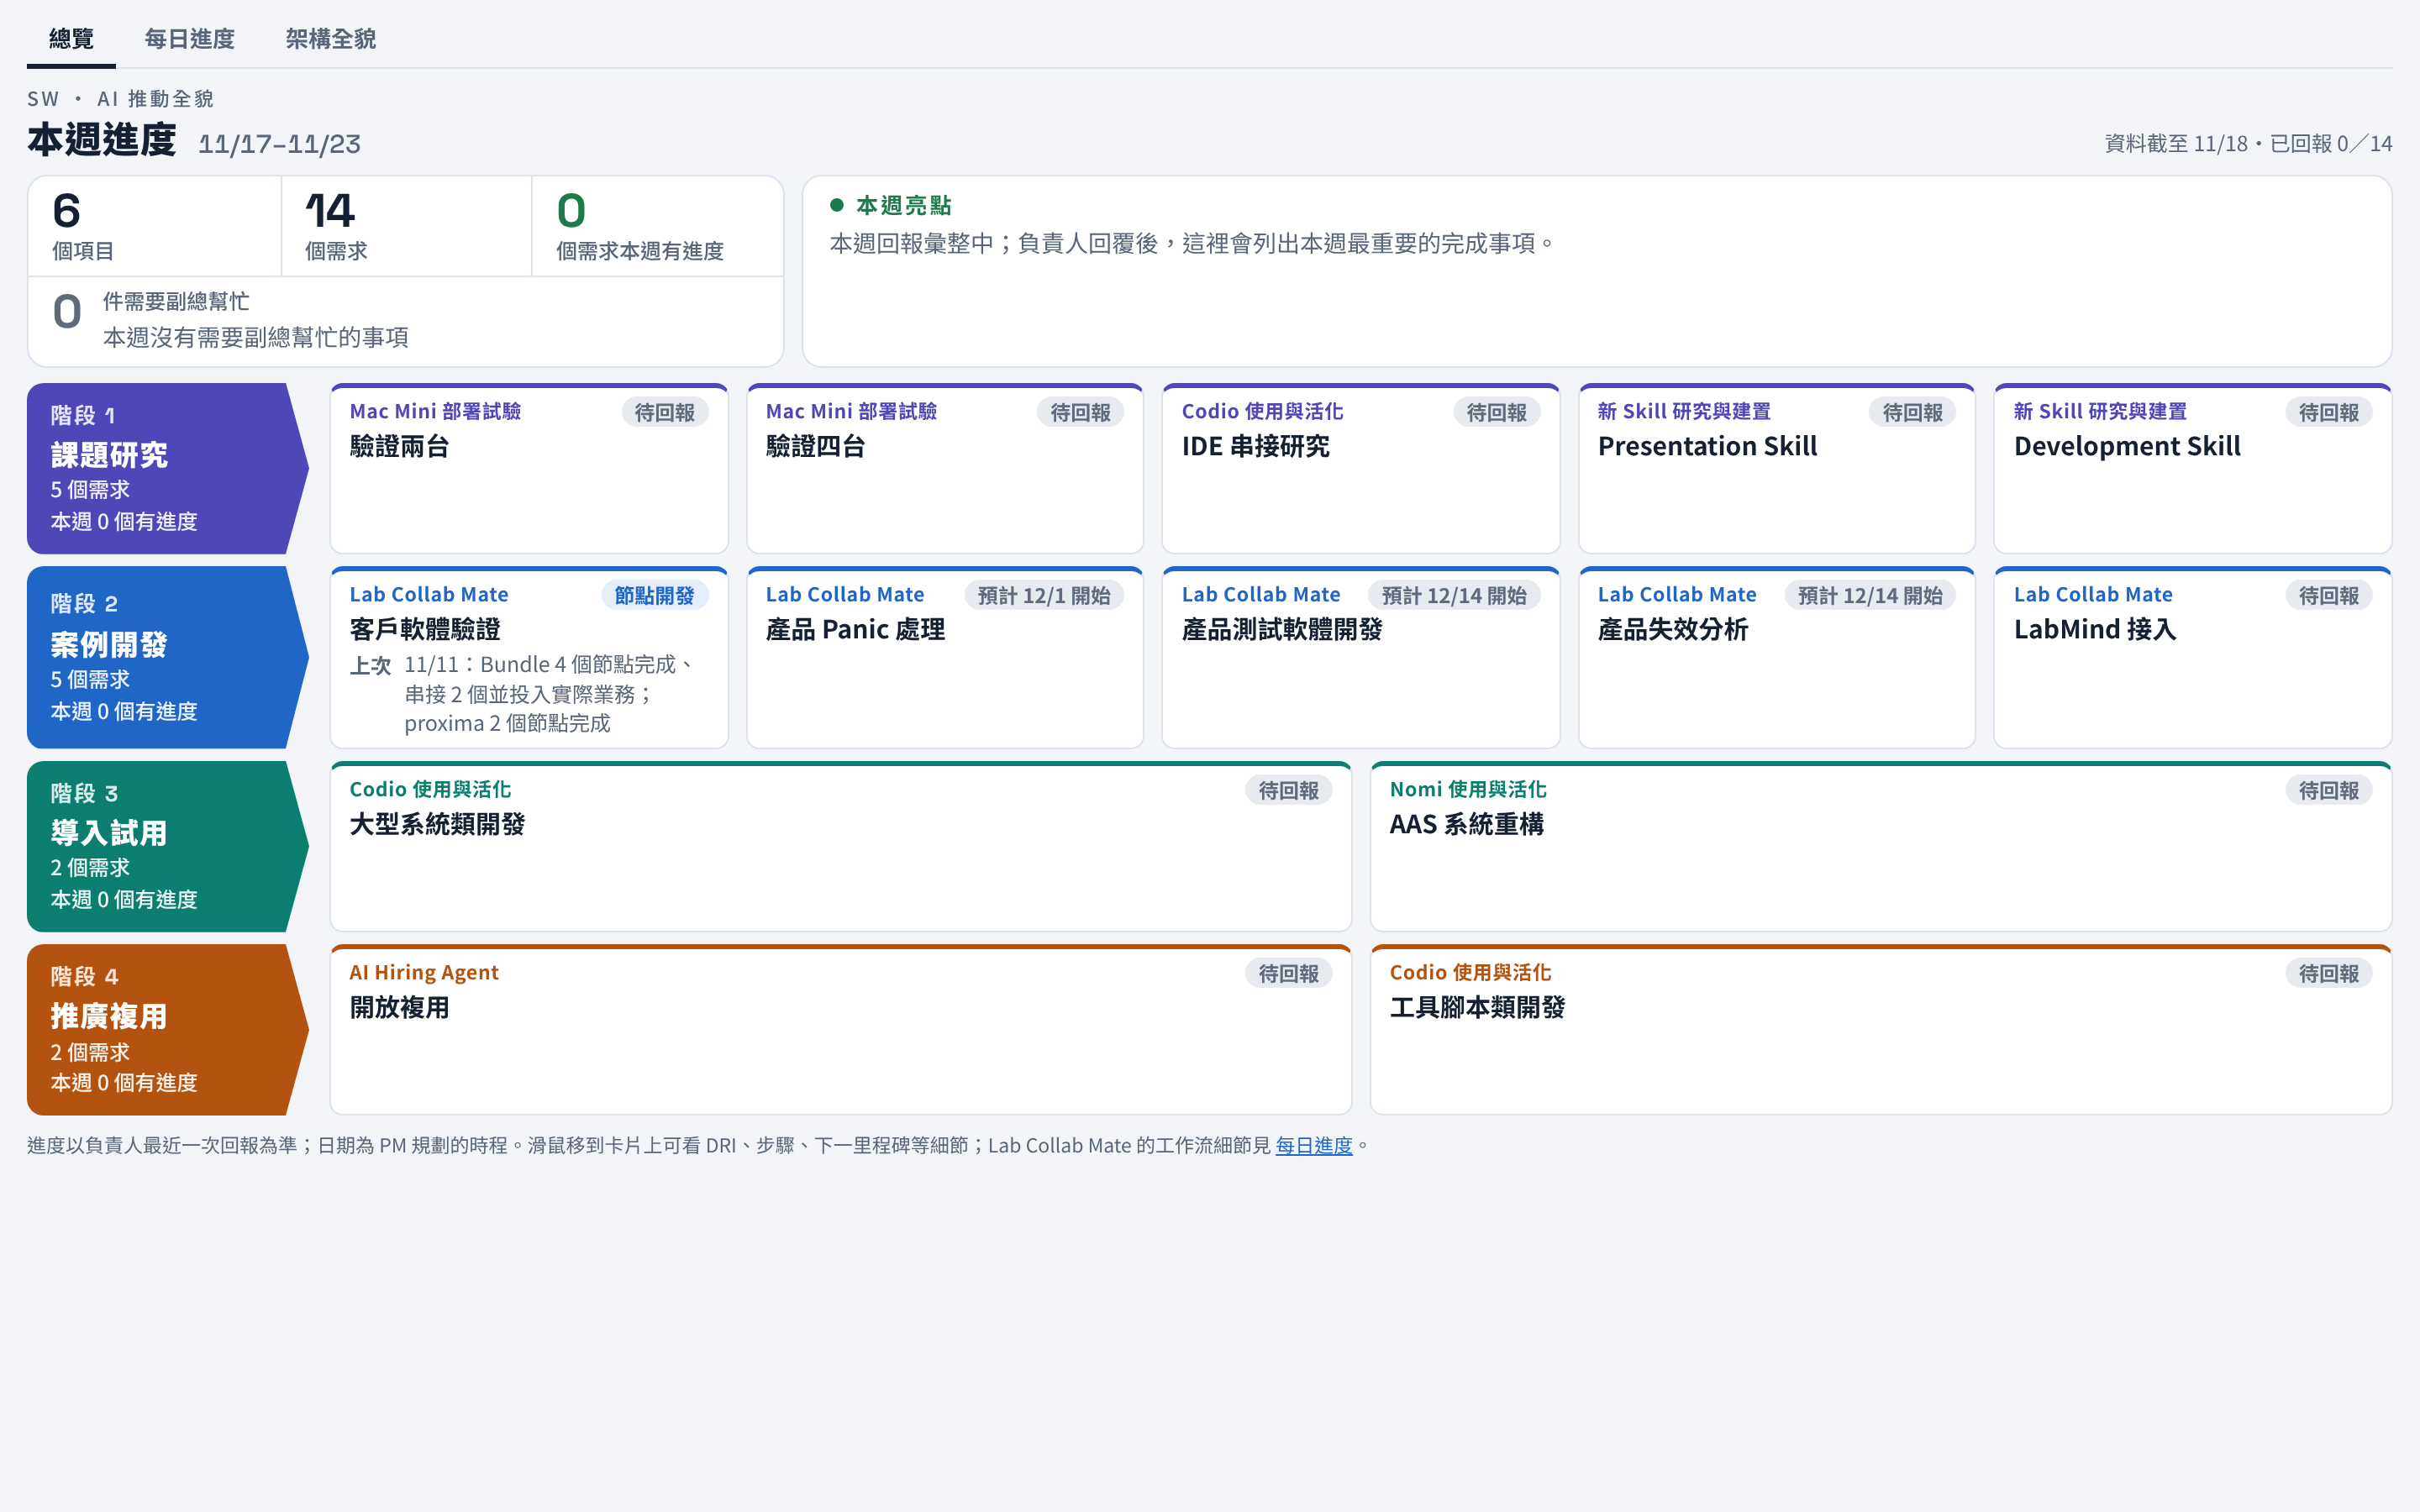 總覽 每日進度 架構全貌
SW · AI 推動全貌
本週進度 11/17–11/23
資料截至 11/18・已回報 0／14
6
個項目
14
個需求
0
個需求本週有進度
0
件需要副總幫忙
本週沒有需要副總幫忙的事項
本週亮點
本週回報彙整中；負責人回覆後，這裡會列出本週最重要的完成事項。
階段 1
課題研究
5 個需求
本週 0 個有進度
Mac Mini 部署試驗 待回報
驗證兩台
Mac Mini 部署試驗 待回報
驗證四台
Codio 使用與活化 待回報
IDE 串接研究
新 Skill 研究與建置 待回報
Presentation Skill
新 Skill 研究與建置 待回報
Development Skill
階段 2
案例開發
5 個需求
本週 0 個有進度
Lab Collab Mate 節點開發
客戶軟體驗證
上次 11/11：Bundle 4 個節點完成、
串接 2 個並投入實際業務；
proxima 2 個節點完成
Lab Collab Mate 預計 12/1 開始
產品 Panic 處理
Lab Collab Mate 預計 12/14 開始
產品測試軟體開發
Lab Collab Mate 預計 12/14 開始
產品失效分析
Lab Collab Mate 待回報
LabMind 接入
階段 3
導入試用
2 個需求
本週 0 個有進度
Codio 使用與活化 待回報
大型系統類開發
Nomi 使用與活化 待回報
AAS 系統重構
階段 4
推廣複用
2 個需求
本週 0 個有進度
AI Hiring Agent 待回報
開放複用
Codio 使用與活化 待回報
工具腳本類開發
進度以負責人最近一次回報為準；日期為 PM 規劃的時程。滑鼠移到卡片上可看 DRI、步驟、下一里程碑等細節；Lab Collab Mate 的工作流細節見 每日進度。